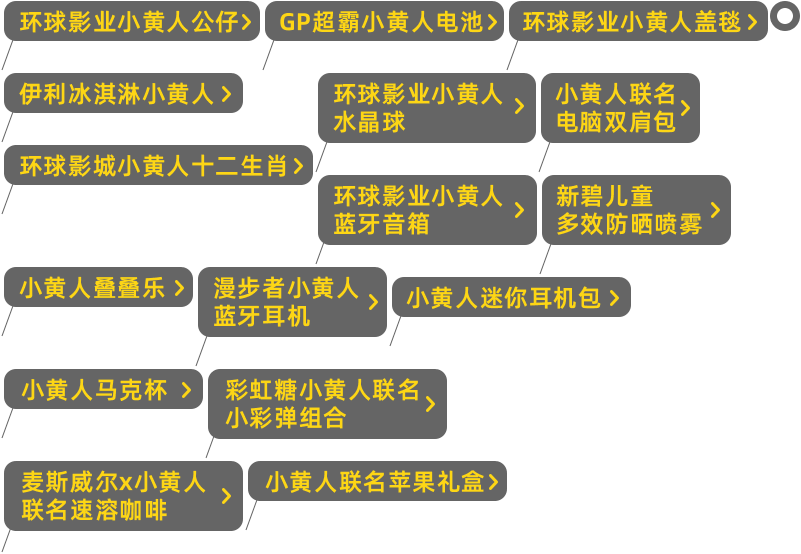 环球影业小黄人公仔
GP超霸小黄人电池
环球影业小黄人盖毯
伊利冰淇淋小黄人
环球影业小黄人
水晶球
小黄人联名
电脑双肩包
环球影城小黄人十二生肖
环球影业小黄人
蓝牙音箱
新碧儿童
多效防晒喷雾
小黄人叠叠乐
漫步者小黄人
蓝牙耳机
小黄人迷你耳机包
小黄人马克杯
彩虹糖小黄人联名
小彩弹组合
麦斯威尔x小黄人
联名速溶咖啡
小黄人联名苹果礼盒